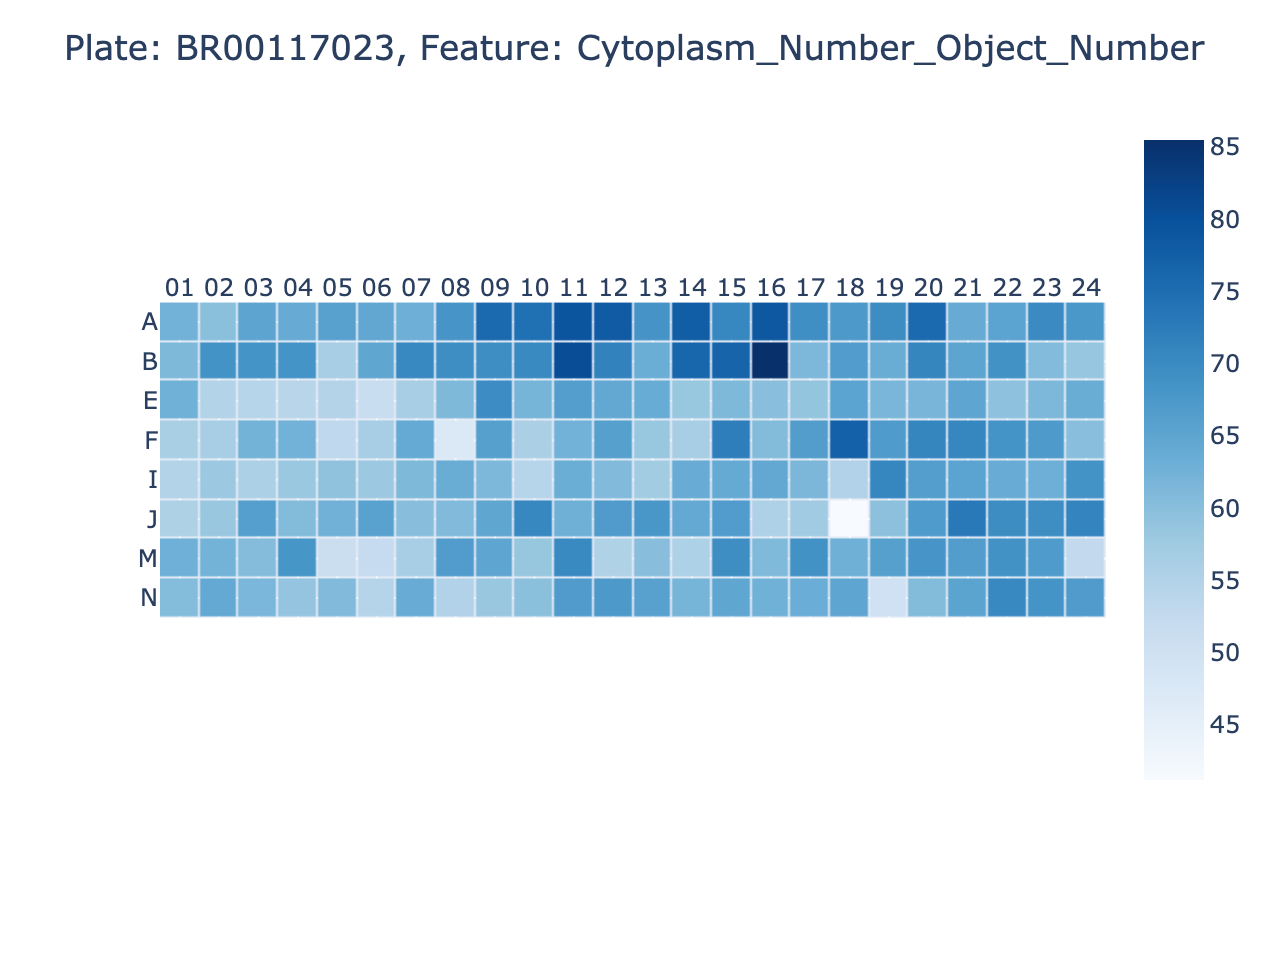 Plate: BR00117023, Feature: Cytoplasm_Number_Object_Number
01 02 03 04 05 06 07 08 09 10 11 12 13 14 15 16 17 18 19 20 21 22 23 24
A
B
E
F
I
J
M
N
85
80
75
70
65
60
55
50
45